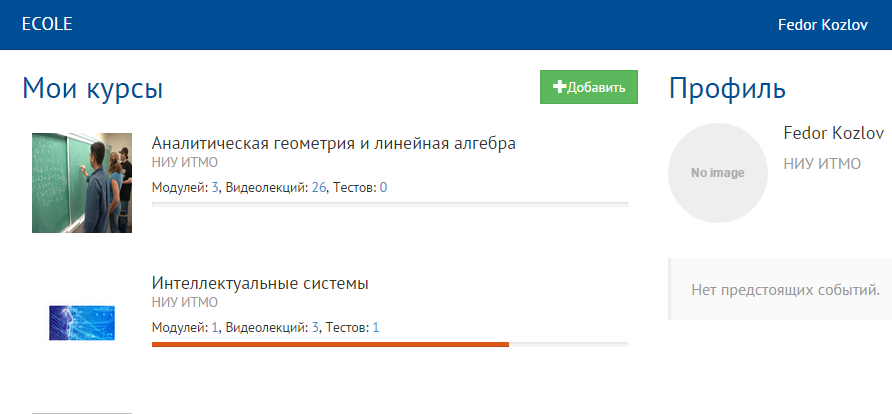 ECOLE
Fedor Kozlov
Мои курсы
Добавить
Аналитическая геометрия и линейная алгебра
НИУ ИТМО
Модулей: 3, Видеолекций: 26, Тестов: 0
Интеллектуальные системы
НИУ ИТМО
Модулей: 1, Видеолекций: 3, Тестов: 1
Профиль
No image
Fedor Kozlov
НИУ ИТМО
Нет предстоящих событий.